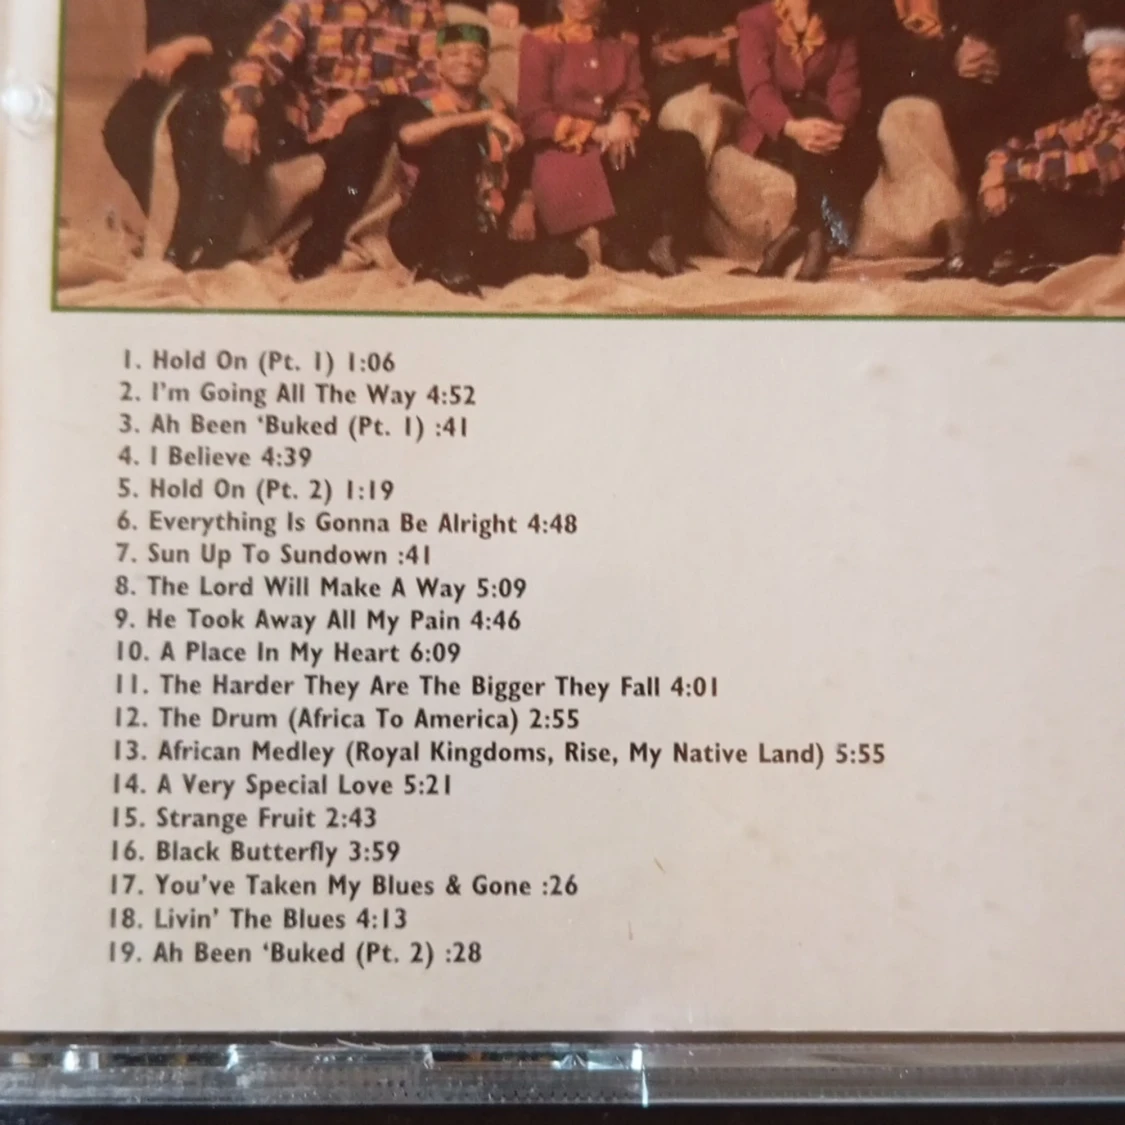 1. Hold On (Pt. 1) 1:06
2. I'm Going All The Way 4:52
3. Ah Been 'Buked (Pt. 1) :41
4. I Believe 4:39
5. Hold On (Pt. 2) 1:19
6. Everything Is Gonna Be Alright 4:48
7. Sun Up To Sundown :41
8. The Lord Will Make A Way 5:09
9. He Took Away All My Pain 4:46
10. A Place In My Heart 6:09
11. The Harder They Are The Bigger They Fall 4:01
12. The Drum (Africa To America) 2:55
13. African Medley (Royal Kingdoms, Rise, My Native Land) 5:55
14. A Very Special Love 5:21
15. Strange Fruit 2:43
16. Black Butterfly 3:59
17. You've Taken My Blues & Gone :26
18. Livin' The Blues 4:13
19. Ah Been 'Buked (Pt. 2) :28